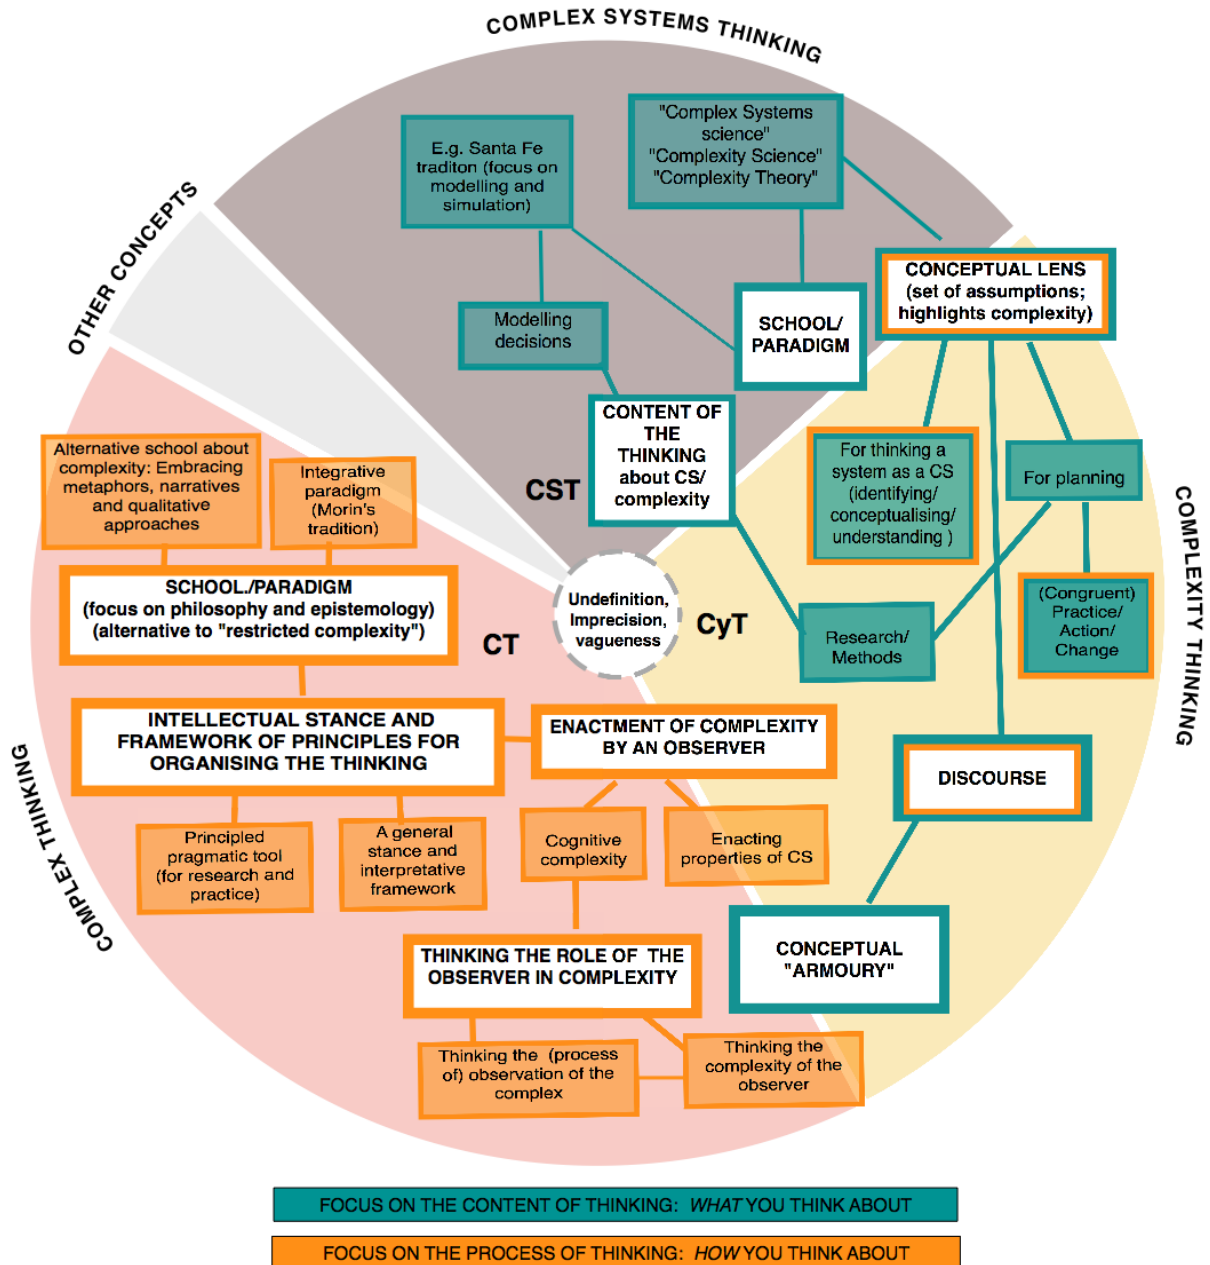 COMPLEX SYSTEMS THINKING
"Complex Systems
science"
"Complexity Science"
"Complexity Theory"
E.g. Santa Fe
traditon (focus on
modelling and
simulation)
OTHER CONCEPTS
CONCEPTUAL LENS
(set of assumptions;
highlights complexity)
Modelling
decisions
SCHOOL/
PARADIGM
CONTENT OF
THE
THINKING
about CS/
complexity
CST
Alternative school about
complexity: Embracing
metaphors, narratives
and qualitative
approaches
Integrative
paradigm
(Morin's
tradition)
For thinking a
system as a CS
(identifying/
conceptualising/
understanding )
For planning
COMPLEXITY THINKING
SCHOOL./PARADIGM
(focus on philosophy and epistemology)
(alternative to "restricted complexity")
CT
Undefinition,
Imprecision,
vagueness
CyT
Research/
Methods
(Congruent)
Practice/
Action/
Change
INTELLECTUAL STANCE AND
FRAMEWORK OF PRINCIPLES FOR
ORGANISING THE THINKING
ENACTMENT OF COMPLEXITY
BY AN OBSERVER
DISCOURSE
COMPLEX THINKING
Principled
pragmatic tool
(for research and
practice)
A general
stance and
interpretative
framework
Cognitive
complexity
Enacting
properties of CS
CONCEPTUAL
"ARMOURY"
THINKING THE ROLE OF THE
OBSERVER IN COMPLEXITY
Thinking the (process
of) observation of the
complex
Thinking the
complexity of the
observer
FOCUS ON THE CONTENT OF THINKING: WHAT YOU THINK ABOUT
FOCUS ON THE PROCESS OF THINKING: HOW YOU THINK ABOUT